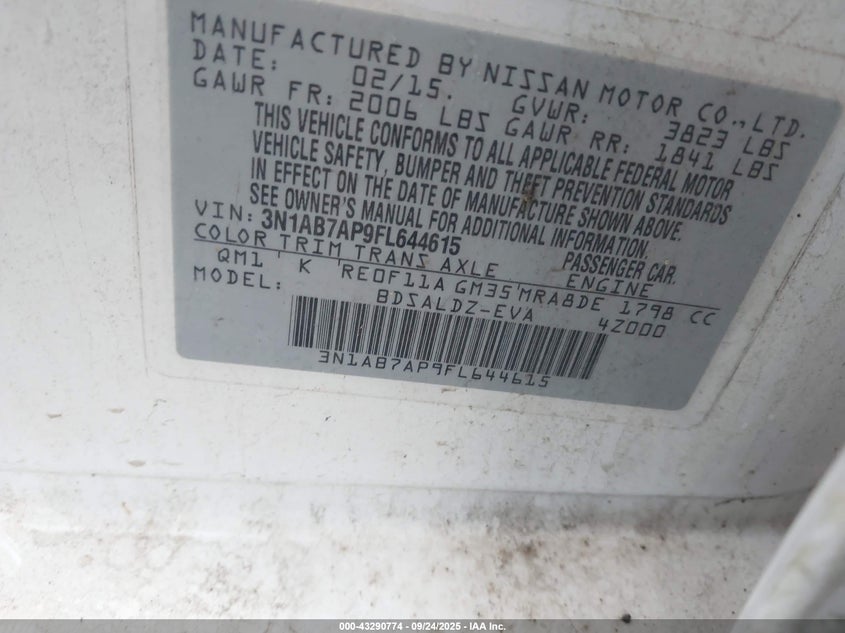 MANUFACTURED BY NISSAN MOTOR CO., LTD.
DATE: 02/15. GVWR: 3823 LBS
GAWR FR: 2006 LBS GAWR RR: 1841 LBS
THIS VEHICLE CONFORMS TO ALL APPLICABLE FEDERAL MOTOR
VEHICLE SAFETY, BUMPER AND THEFT PREVENTION STANDARDS
IN EFFECT ON THE DATE OF MANUFACTURE SHOWN ABOVE.
SEE OWNER'S MANUAL FOR ADDITIONAL INFORMATION.
VIN: 3N1AB7AP9FL644615 PASSENGER CAR.
COLOR TRIM TRANS AXLE ENGINE
QM1 K RE0F11A GM35 MRA8DE 1798 CC
MODEL: BDSALDZ-EVA 4Z000
3N1AB7AP9FL644615
000-43290774 - 09/24/2025 - IAA Inc.